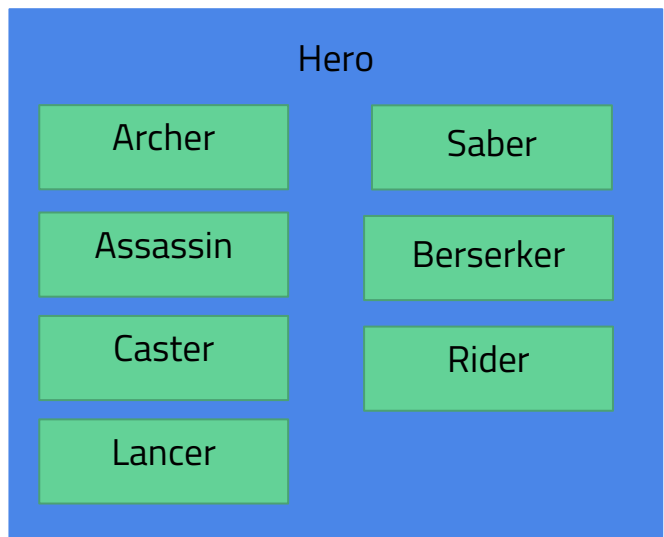 Hero
Archer
Saber
Assassin
Berserker
Caster
Rider
Lancer